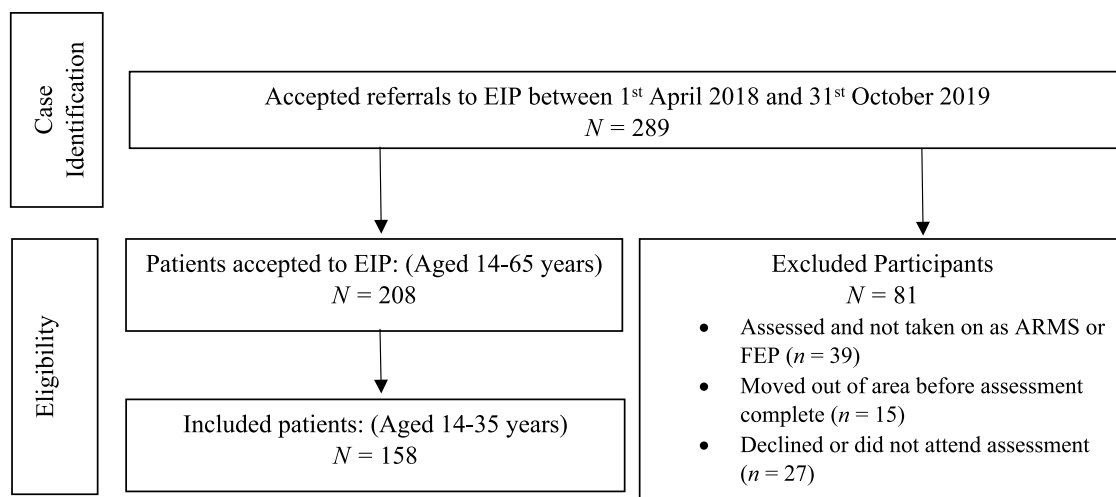 Case
Identification
Accepted referrals to EIP between 1st April 2018 and 31st October 2019
N = 289
Eligibility
Patients accepted to EIP: (Aged 14-65 years)
N = 208
Included patients: (Aged 14-35 years)
N = 158
Excluded Participants
N = 81
• Assessed and not taken on as ARMS or
FEP (n = 39)
• Moved out of area before assessment
complete (n = 15)
• Declined or did not attend assessment
(n = 27)